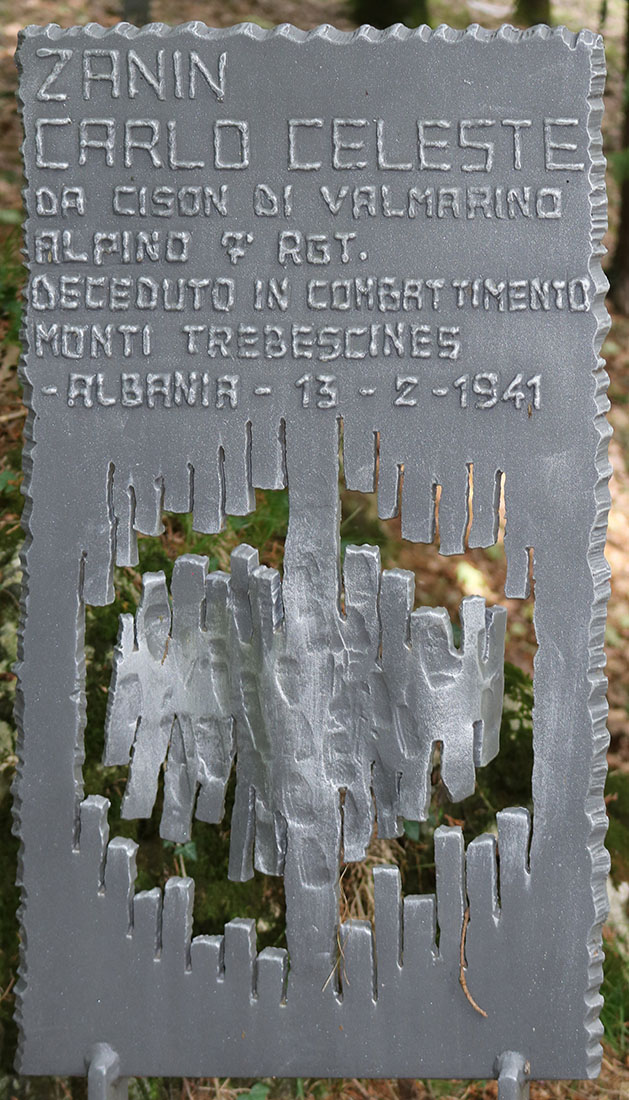 ZANIN
CARLO CELESTE
DA CISON DI VALMARINO
ALPINO 7° RGT.
DECEDUTO IN COMBATTIMENTO
MONTI TREBESCINES
-ALBANIA - 13 - 2 - 1941